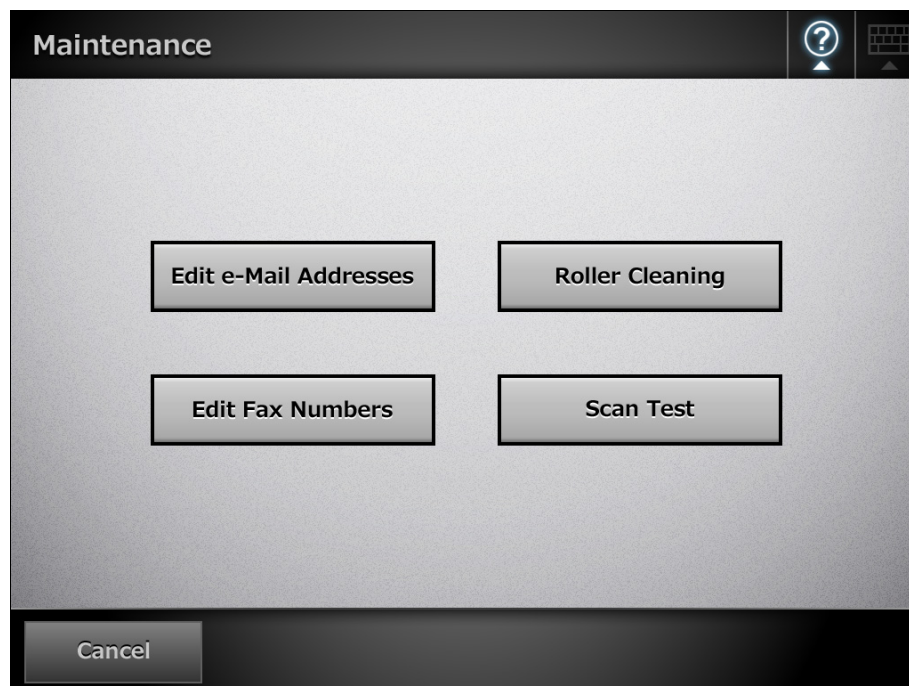 Maintenance
?
Edit e-Mail Addresses
Roller Cleaning
Edit Fax Numbers
Scan Test
Cancel